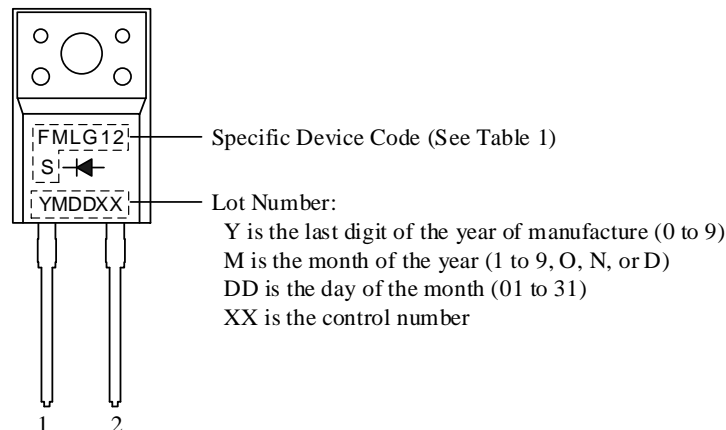 FMLG12
Specific Device Code (See Table 1)
S
YMDDXX
Lot Number:
Y is the last digit of the year of manufacture (0 to 9)
M is the month of the year (1 to 9, O, N, or D)
DD is the day of the month (01 to 31)
XX is the control number
1 2